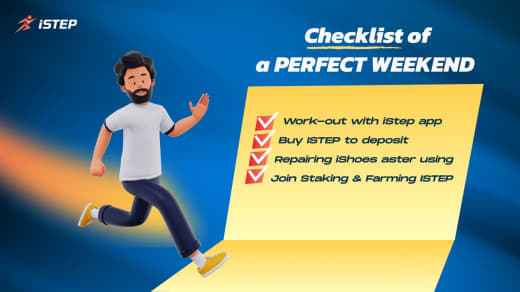 iSTEP
Checklist of
a PERFECT WEEKEND
Work-out with iStep app
Buy ISTEP to deposit
Repairing iShoes aster using
Join Staking & Farming ISTEP